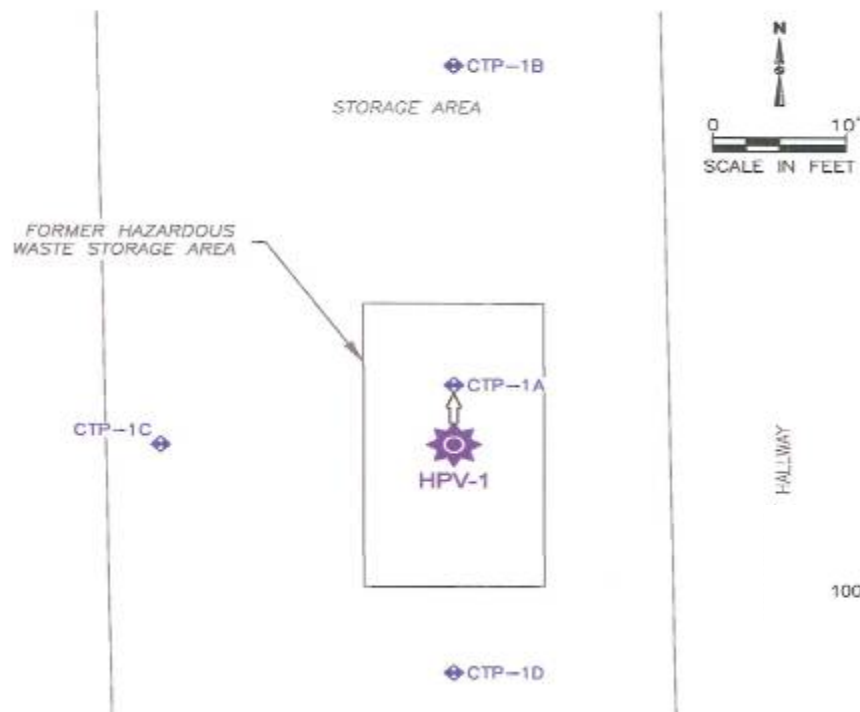 N
CTP-1B
STORAGE AREA
0 10'
SCALE IN FEET
FORMER HAZARDOUS
WASTE STORAGE AREA
CTP-1A
CTP-1C
HPV-1
HALLWAY
100
CTP-1D